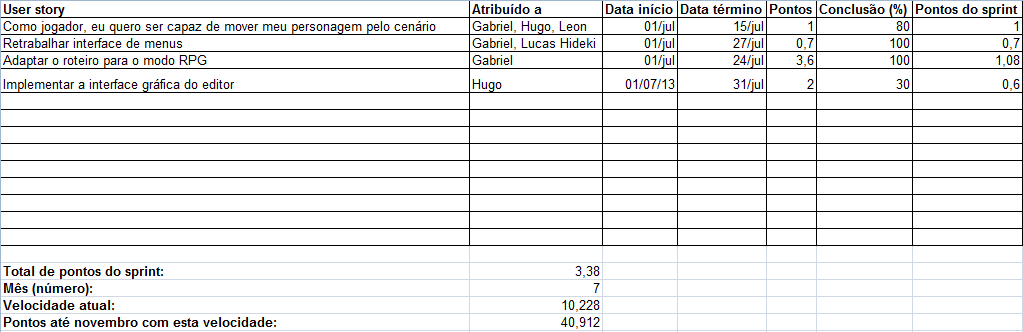 User story Atribuído a Data início Data término Pontos Conclusão (%) Pontos do sprint
Como jogador, eu quero ser capaz de mover meu personagem pelo cenário Gabriel, Hugo, Leon 01/jul 15/jul 1 80 1
Retrabalhar interface de menus Gabriel, Lucas Hideki 01/jul 27/jul 0,7 100 0,7
Adaptar o roteiro para o modo RPG Gabriel 01/jul 24/jul 3,6 100 1,08
Implementar a interface gráfica do editor Hugo 01/07/13 31/jul 2 30 0,6
Total de pontos do sprint: 3,38
Mês (número): 7
Velocidade atual: 10,228
Pontos até novembro com esta velocidade: 40,912